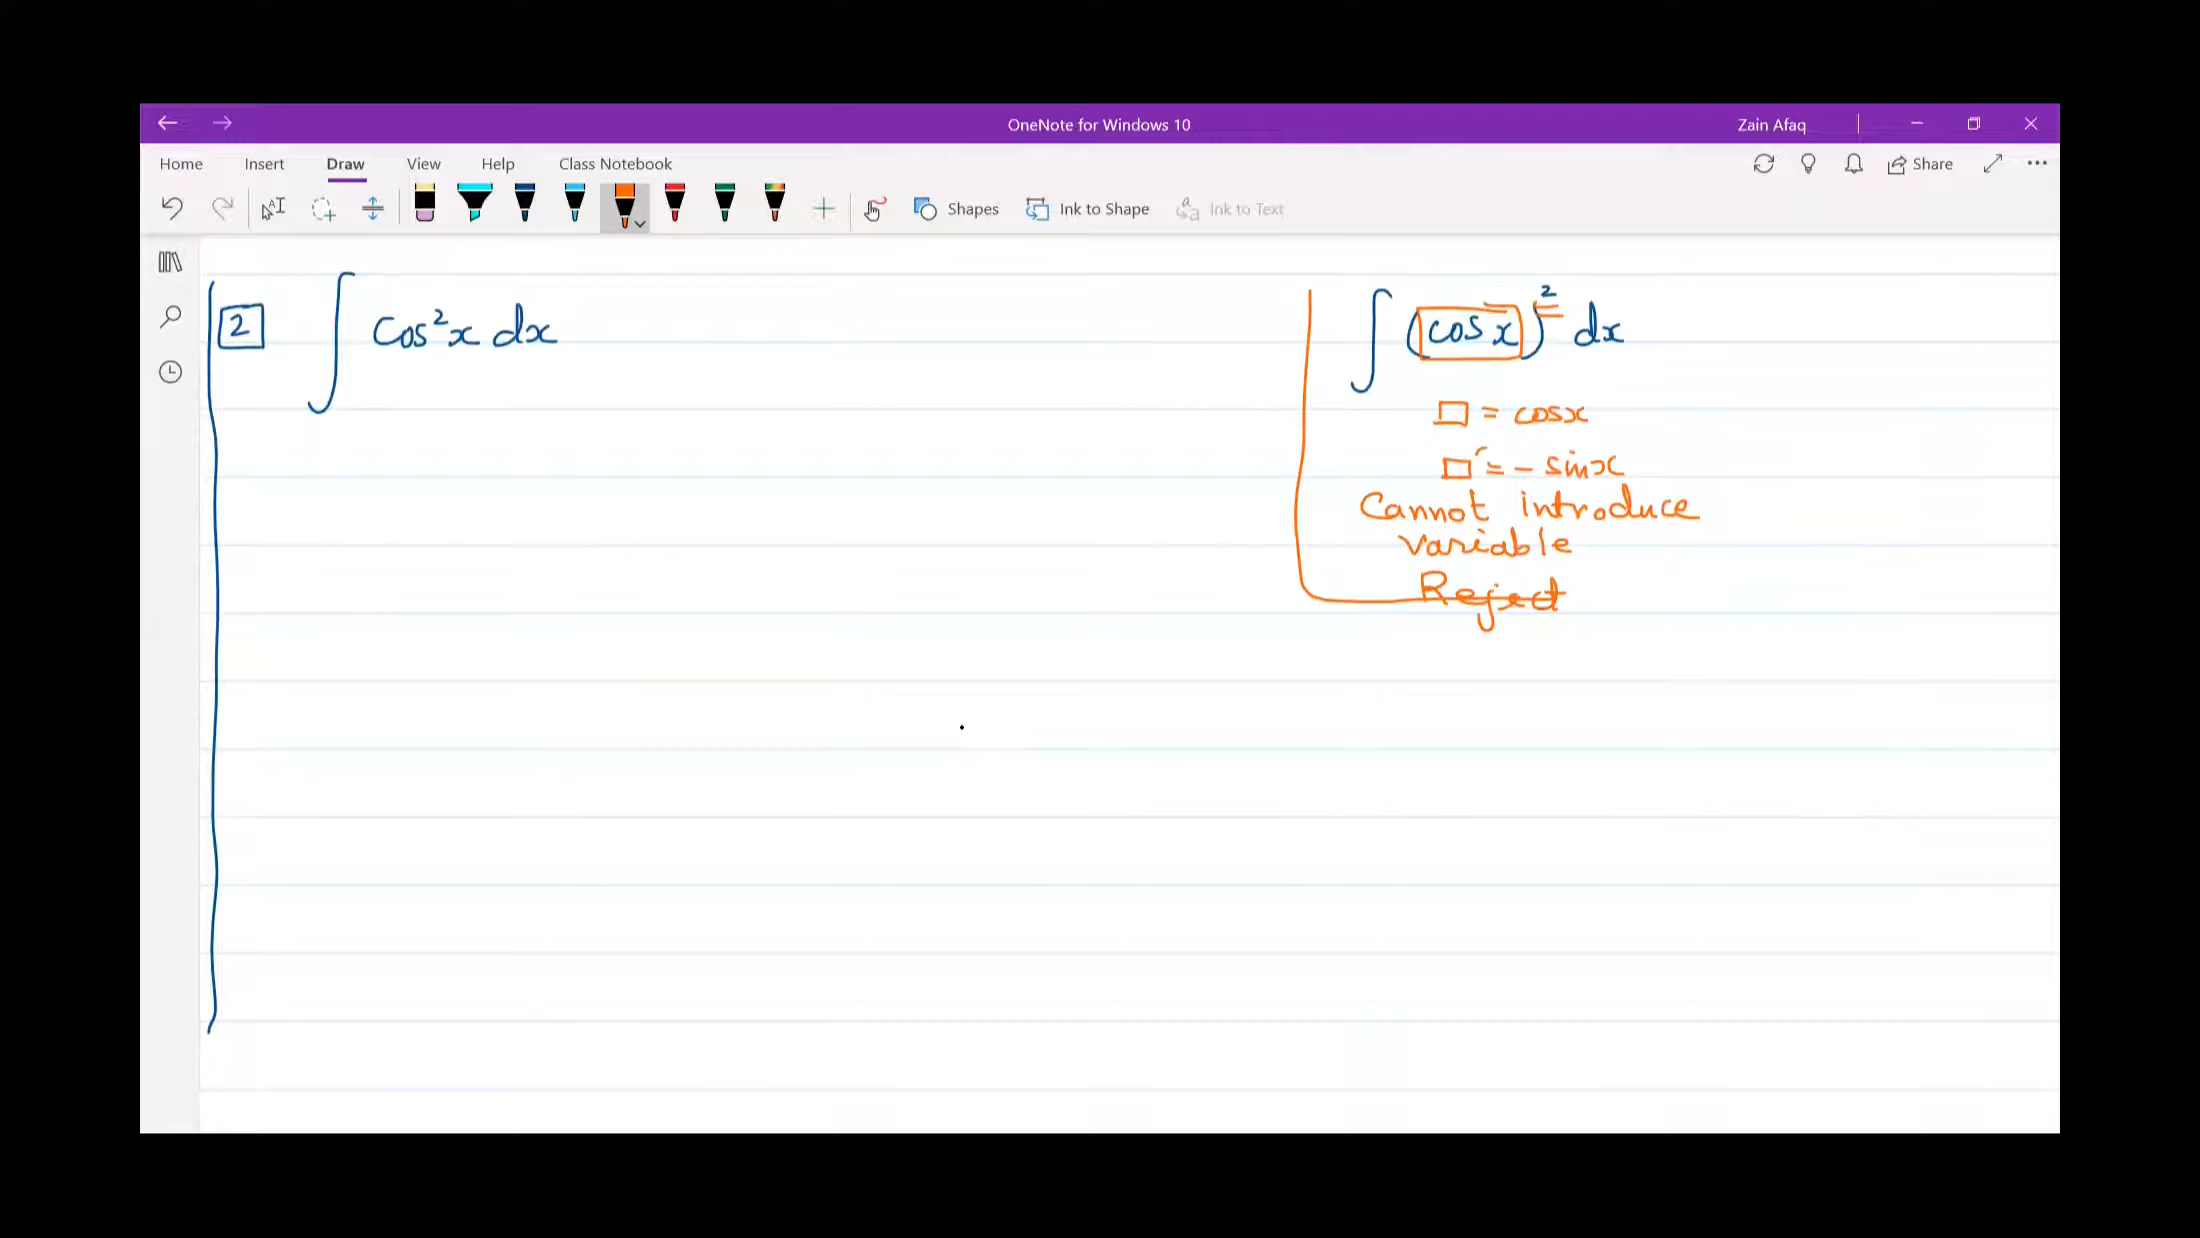 OneNote for Windows 10
Zain Afaq
Home Insert Draw View Help Class Notebook
Share
Shapes Ink to Shape Ink to Text
2 ∫ Cos²x dx
∫ (cosx)² dx
□ = cosx
□′ = - sinx
Cannot introduce
variable
Reject